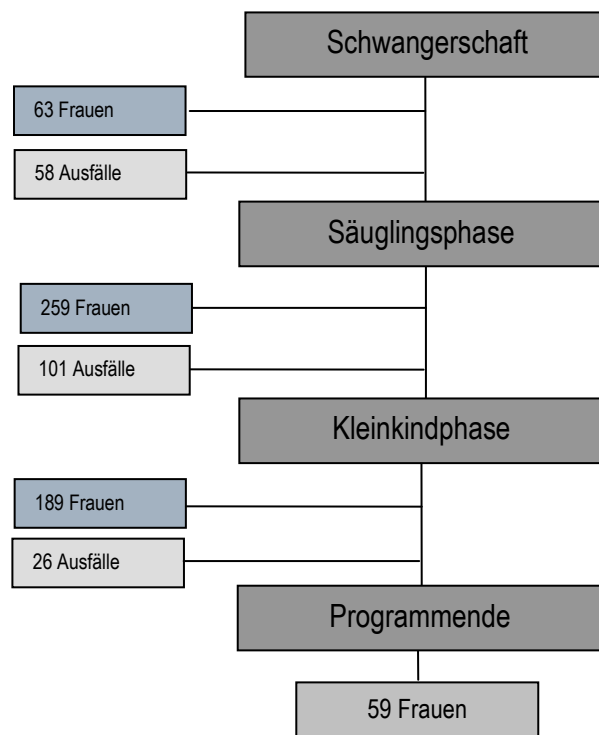 Schwangerschaft
63 Frauen
58 Ausfälle
Säuglingsphase
259 Frauen
101 Ausfälle
Kleinkindphase
189 Frauen
26 Ausfälle
Programmende
59 Frauen